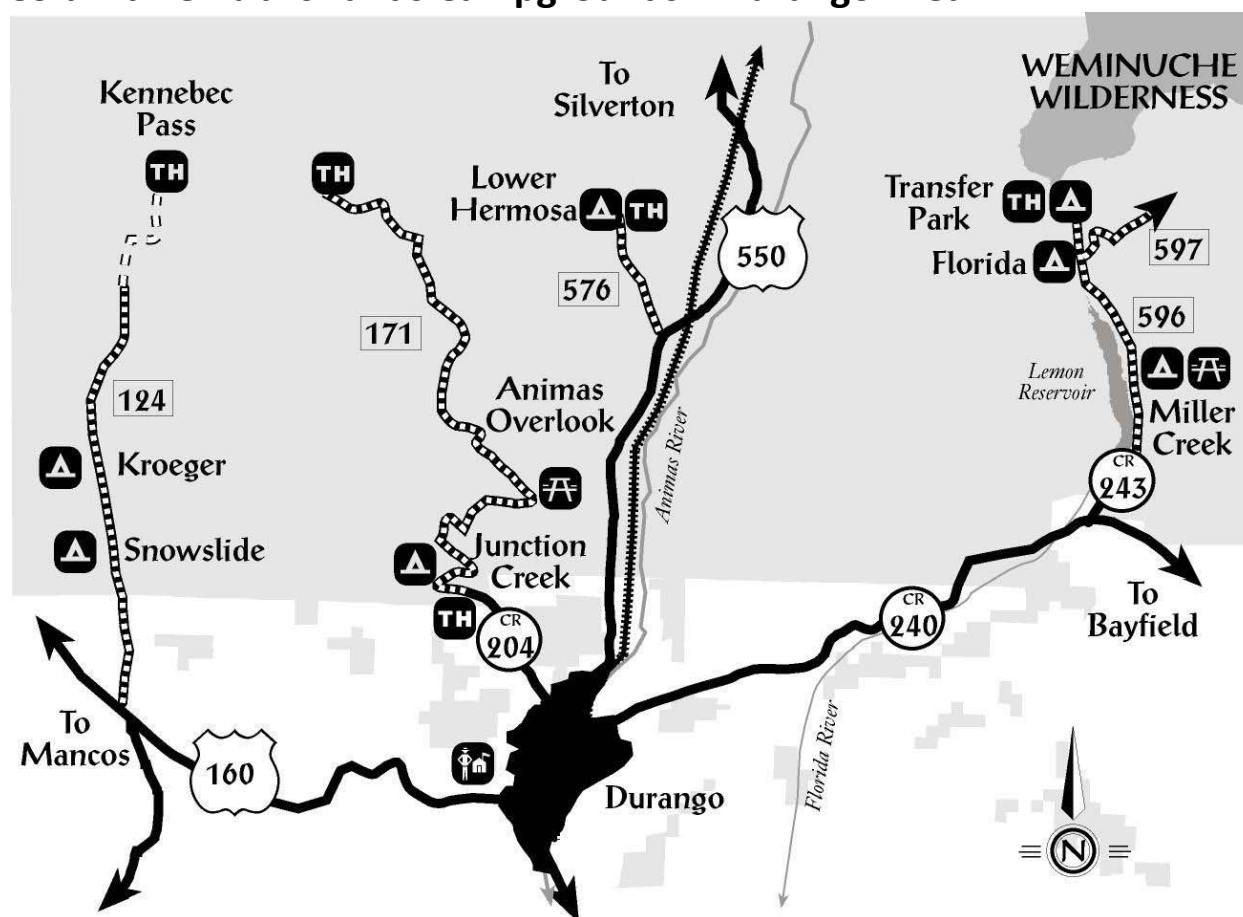 Kennebec
Pass
TH
TH
To
Silverton
WEMINUCHE
WILDERNESS
Lower
Hermosa
TH
Transfer
Park
TH
Florida
550
597
576
171
596
124
Animas
Overlook
Lemon
Reservoir
Miller
Creek
Animas River
Kroeger
CR
243
Snowslide
Junction
Creek
TH
CR
204
CR
240
To
Bayfield
To
Mancos
160
Durango
Florida River
N